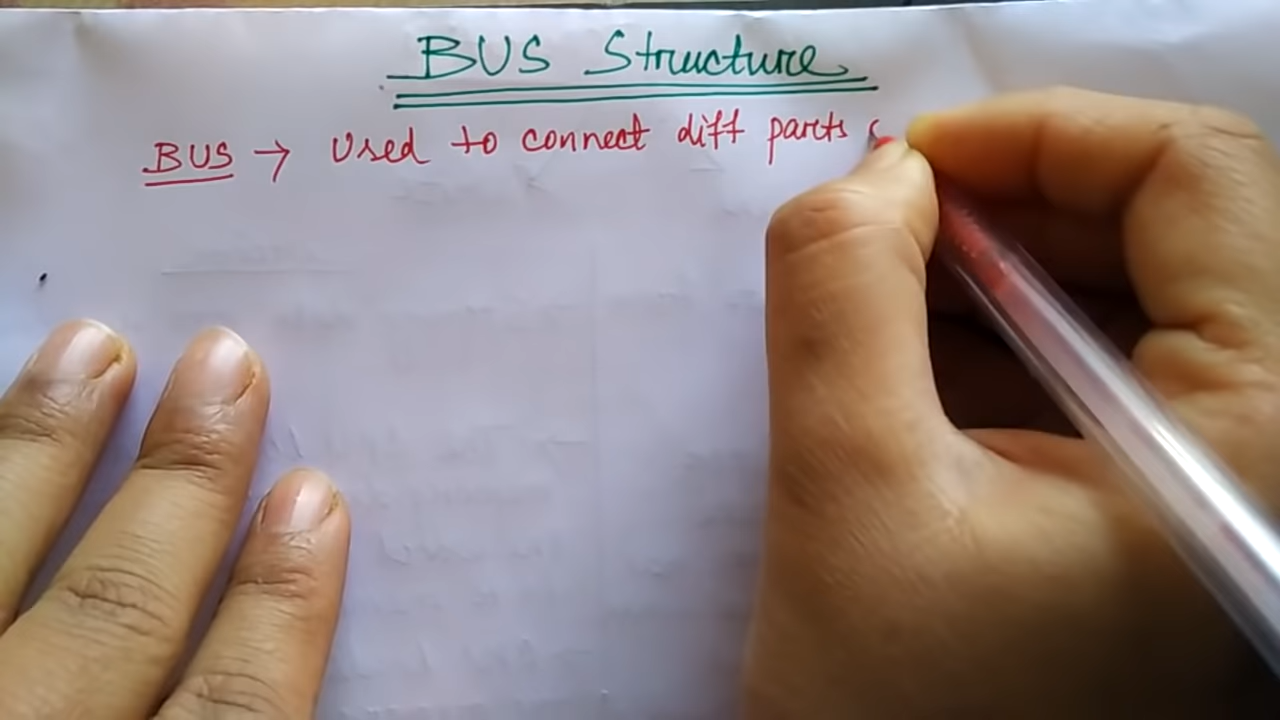 BUS Structure
BUS → Used to connect diff parts